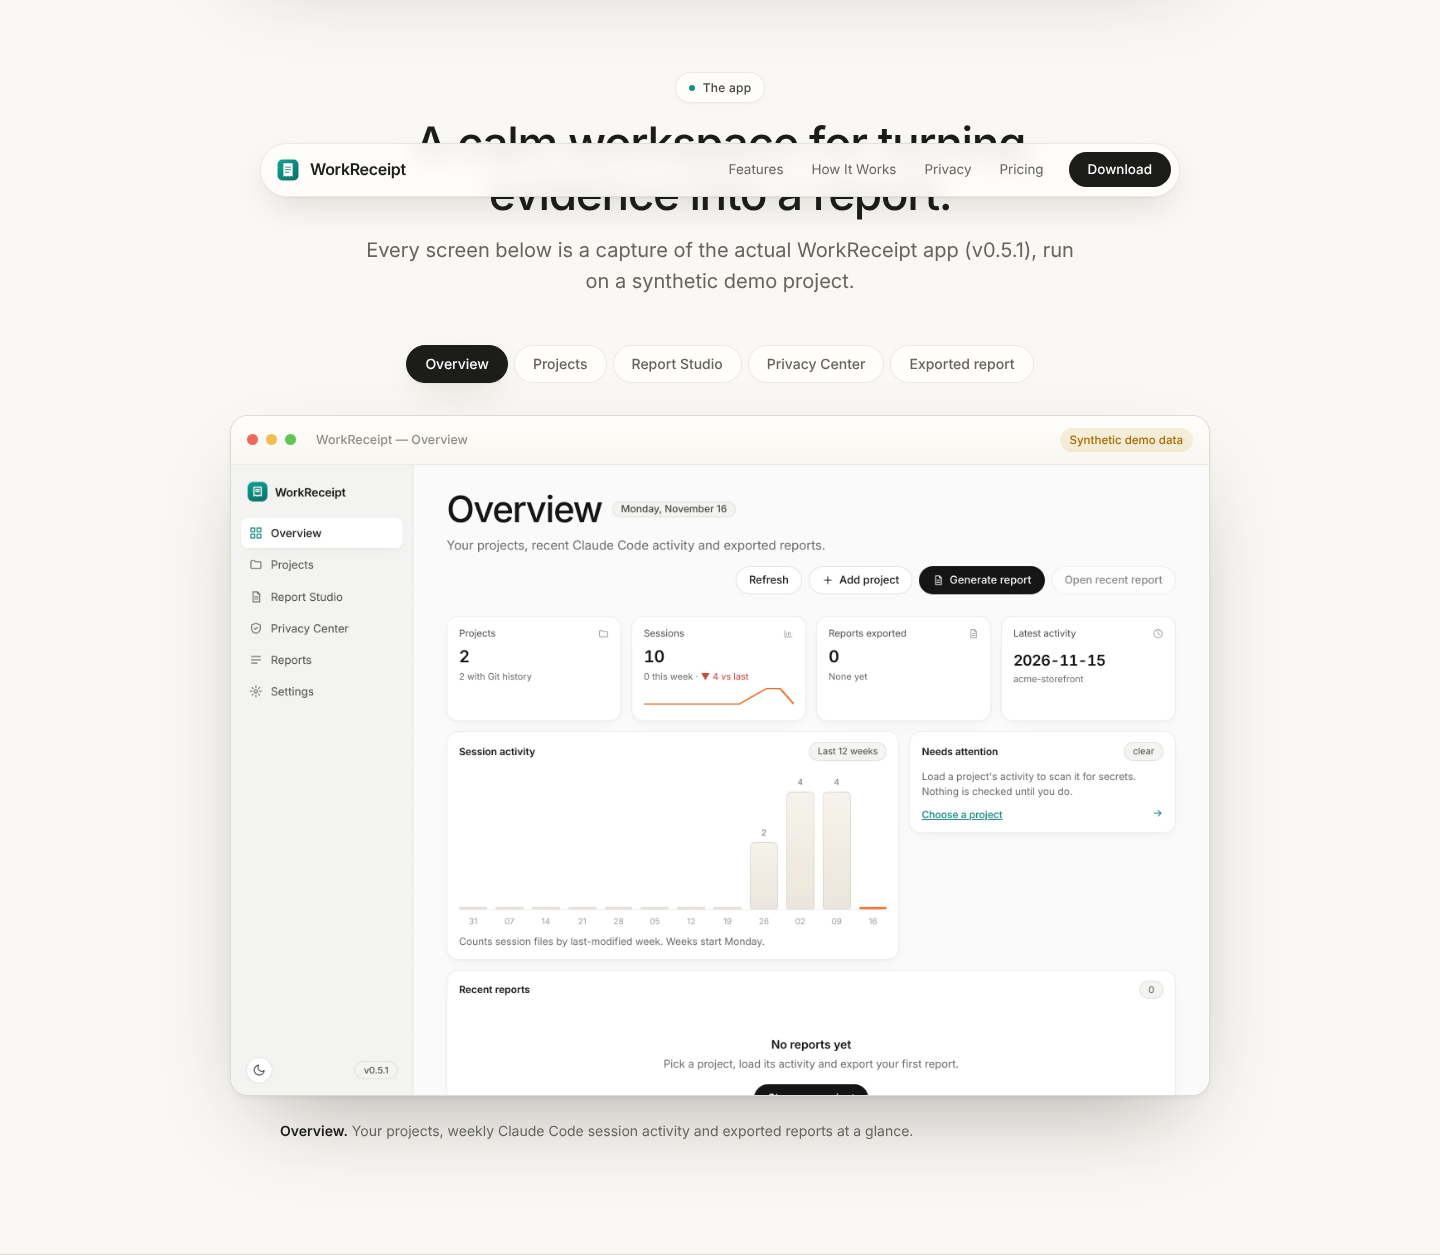 The app
A calm workspace for turning
WorkReceipt
Features
How It Works
Privacy
Pricing
Download
evidence into a report.
Every screen below is a capture of the actual WorkReceipt app (v0.5.1), run
on a synthetic demo project.
Overview
Projects
Report Studio
Privacy Center
Exported report
WorkReceipt — Overview
Synthetic demo data
WorkReceipt
Overview
Projects
Report Studio
Privacy Center
Reports
Settings
v0.5.1
Overview
Monday, November 16
Your projects, recent Claude Code activity and exported reports.
Refresh
Add project
Generate report
Open recent report
Projects
2
2 with Git history
Sessions
10
0 this week · ▼ 4 vs last
Reports exported
0
None yet
Latest activity
2026-11-15
acme-storefront
Session activity
Last 12 weeks
2
4
4
31 07 14 21 28 05 12 19 26 02 09 16
Counts session files by last-modified week. Weeks start Monday.
Needs attention
clear
Load a project's activity to scan it for secrets.
Nothing is checked until you do.
Choose a project
Recent reports
0
No reports yet
Pick a project, load its activity and export your first report.
Overview. Your projects, weekly Claude Code session activity and exported reports at a glance.